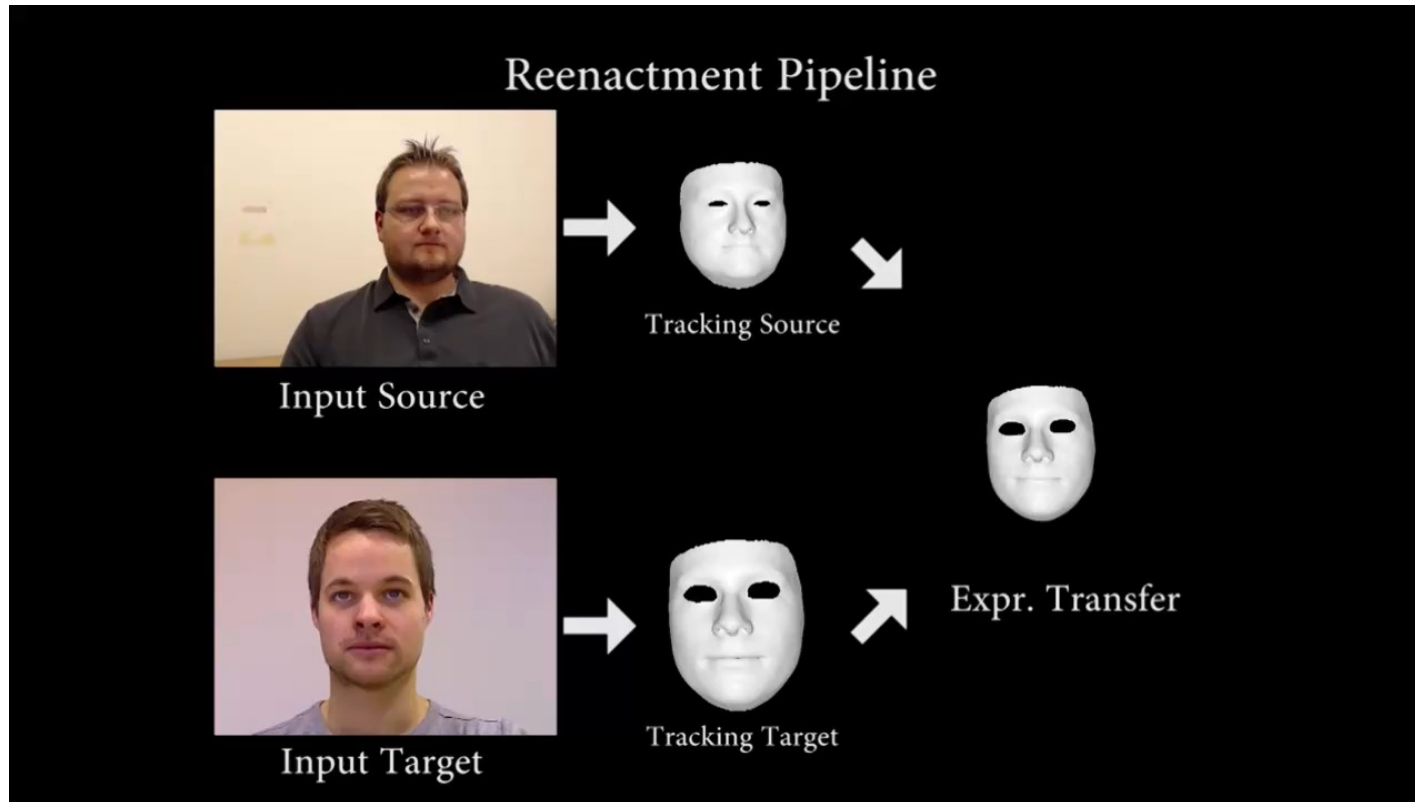 Reenactment Pipeline
Tracking Source
Input Source
Expr. Transfer
Tracking Target
Input Target